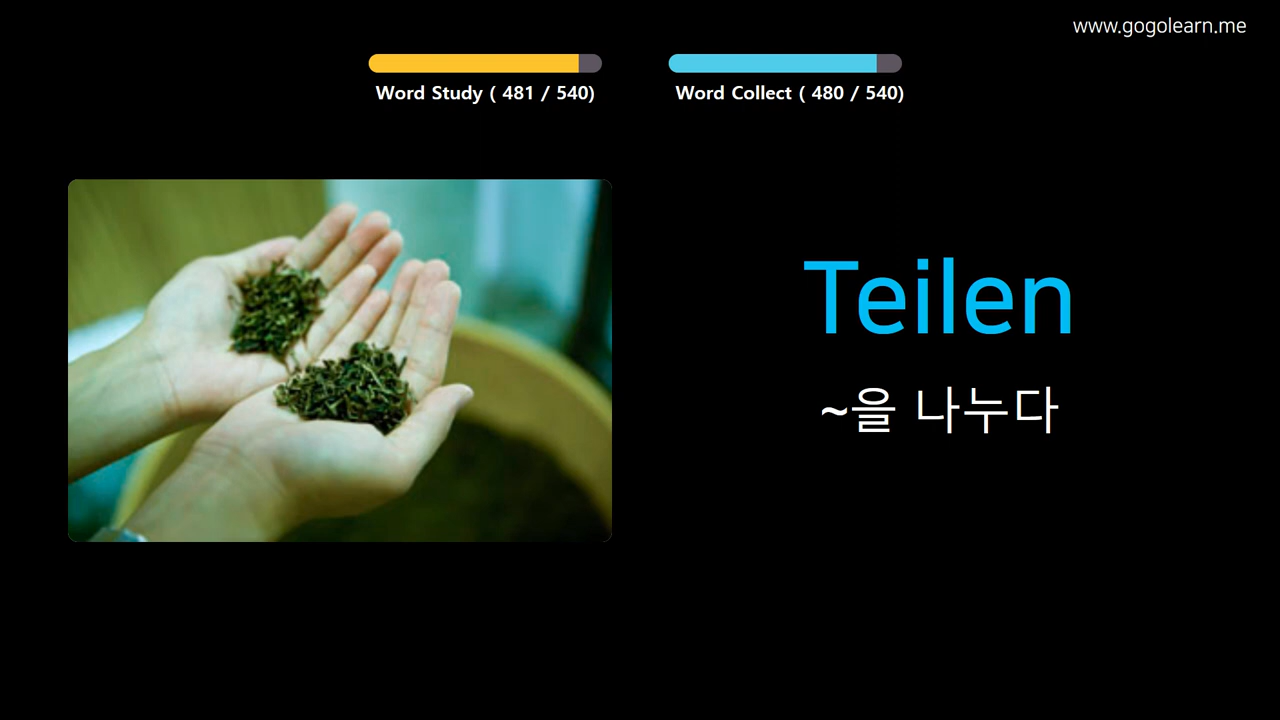 www.gogolearn.me
Word Study ( 481 / 540)
Word Collect ( 480 / 540)
Teilen
~을 나누다